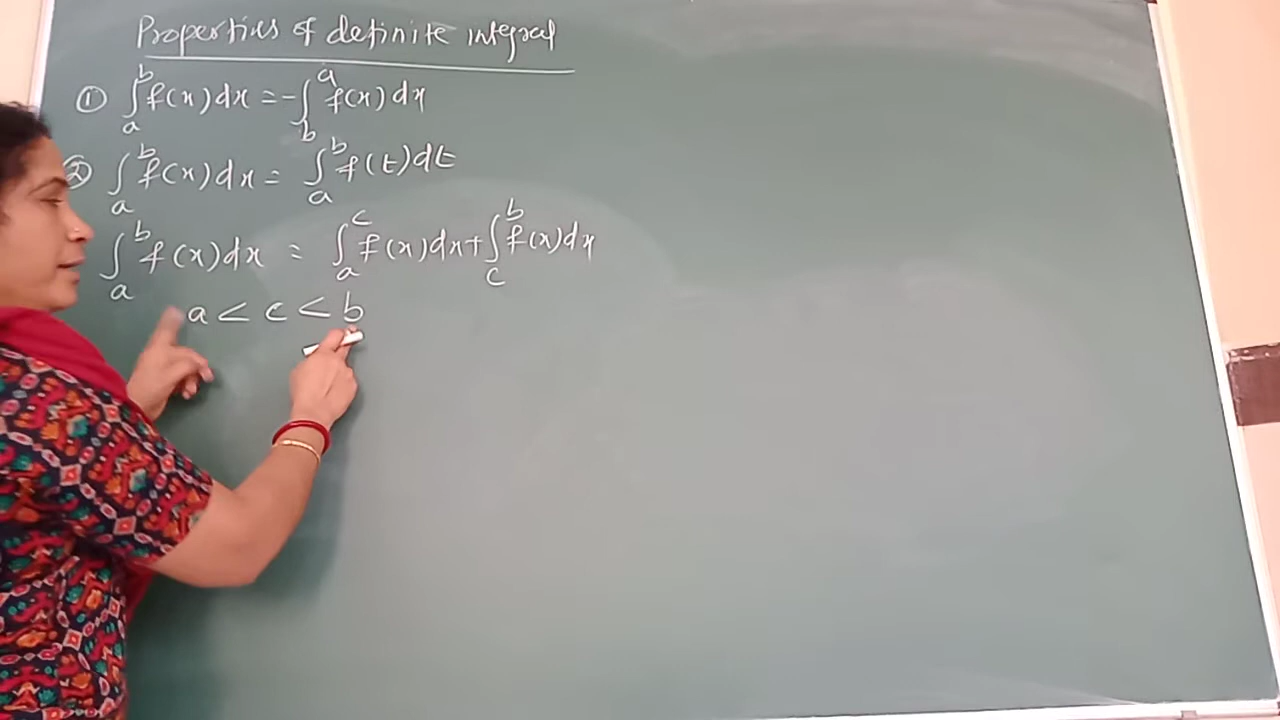 Properties of definite integral
① ∫_a^b f(x)dx = -∫_b^a f(x)dx
② ∫_a^b f(x)dx = ∫_a^b f(t)dt
∫_a^b f(x)dx = ∫_a^c f(x)dx + ∫_c^b f(x)dx
a < c < b